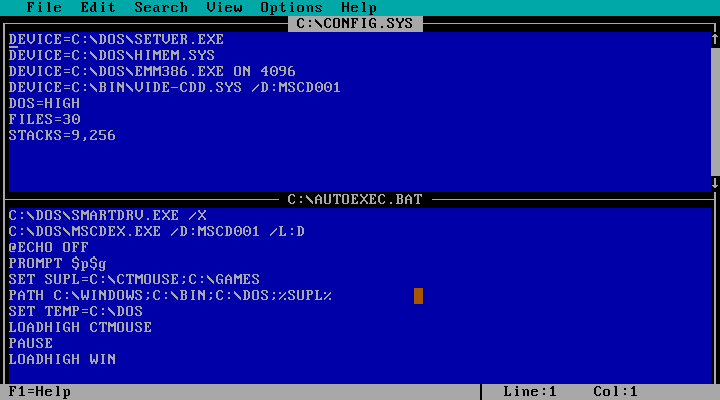 File Edit Search View Options Help
C:\CONFIG.SYS
DEVICE=C:\DOS\SETVER.EXE
DEVICE=C:\DOS\HIMEM.SYS
DEVICE=C:\DOS\EMM386.EXE ON 4096
DEVICE=C:\BIN\VIDE-CDD.SYS /D:MSCD001
DOS=HIGH
FILES=30
STACKS=9,256
C:\AUTOEXEC.BAT
C:\DOS\SMARTDRV.EXE /X
C:\DOS\MSCDEX.EXE /D:MSCD001 /L:D
@ECHO OFF
PROMPT $p$g
SET SUPL=C:\CTMOUSE;C:\GAMES
PATH C:\WINDOWS;C:\BIN;C:\DOS;%SUPL%
SET TEMP=C:\DOS
LOADHIGH CTMOUSE
PAUSE
LOADHIGH WIN
F1=Help Line:1 Col:1